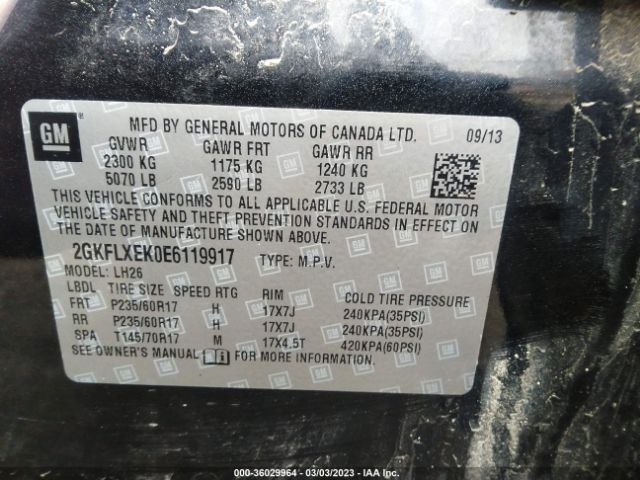 GM
MFD BY GENERAL MOTORS OF CANADA LTD. 09/13
GVWR GAWR FRT GAWR RR
2300 KG 1175 KG 1240 KG
5070 LB 2590 LB 2733 LB
THIS VEHICLE CONFORMS TO ALL APPLICABLE U.S. FEDERAL MOTOR
VEHICLE SAFETY AND THEFT PREVENTION STANDARDS IN EFFECT ON
THE DATE OF MANUFACTURE SHOWN ABOVE.
2GKFLXEK0E6119917 TYPE: M.P.V.
MODEL: LH26
LBDL TIRE SIZE SPEED RTG RIM COLD TIRE PRESSURE
FRT P235/60R17 H 17X7J 240KPA(35PSI)
RR P235/60R17 H 17X7J 240KPA(35PSI)
SPA T145/70R17 M 17X4.5T 420KPA(60PSI)
SEE OWNER'S MANUAL FOR MORE INFORMATION.
000-36029964 - 03/03/2023 - IAA Inc.